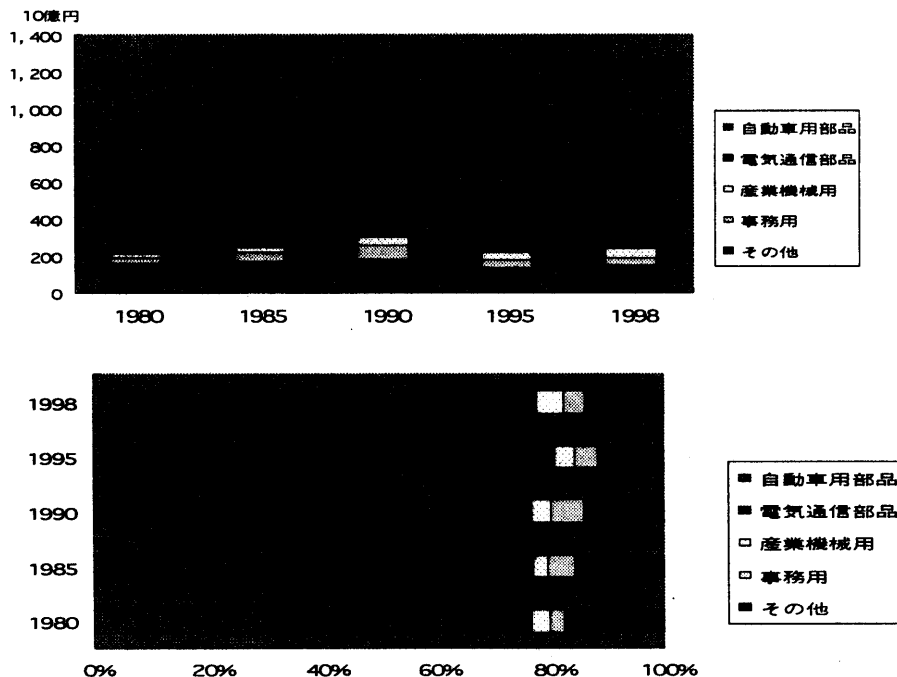 10億円
1,400
1,200
1,000
800
600
400
200
0
1980 1985 1990 1995 1998
自動車用部品
電気通信部品
産業機械用
事務用
その他
1998
1995
1990
1985
1980
0% 20% 40% 60% 80% 100%
自動車用部品
電気通信部品
産業機械用
事務用
その他